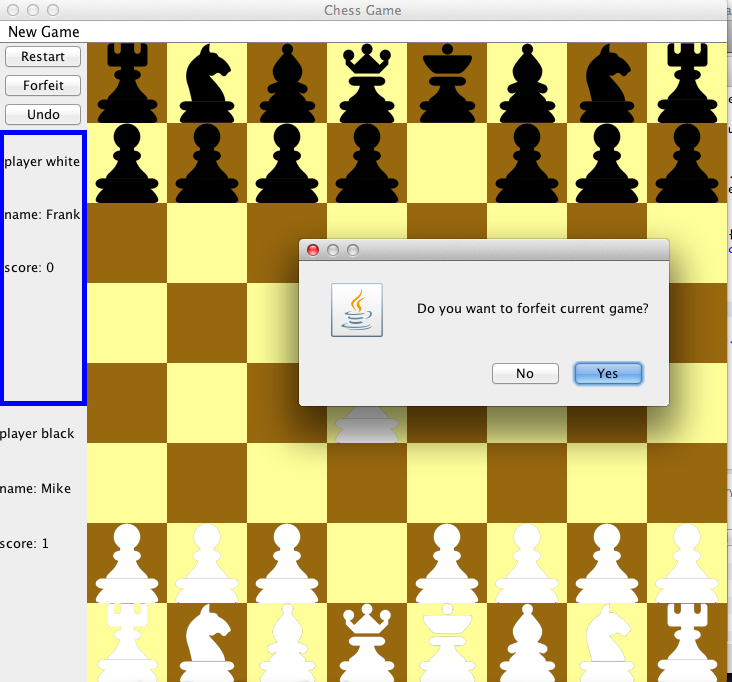 Chess Game
New Game
Restart
Forfeit
Undo
player white
name: Frank
score: 0
Do you want to forfeit current game?
No
Yes
player black
name: Mike
score: 1